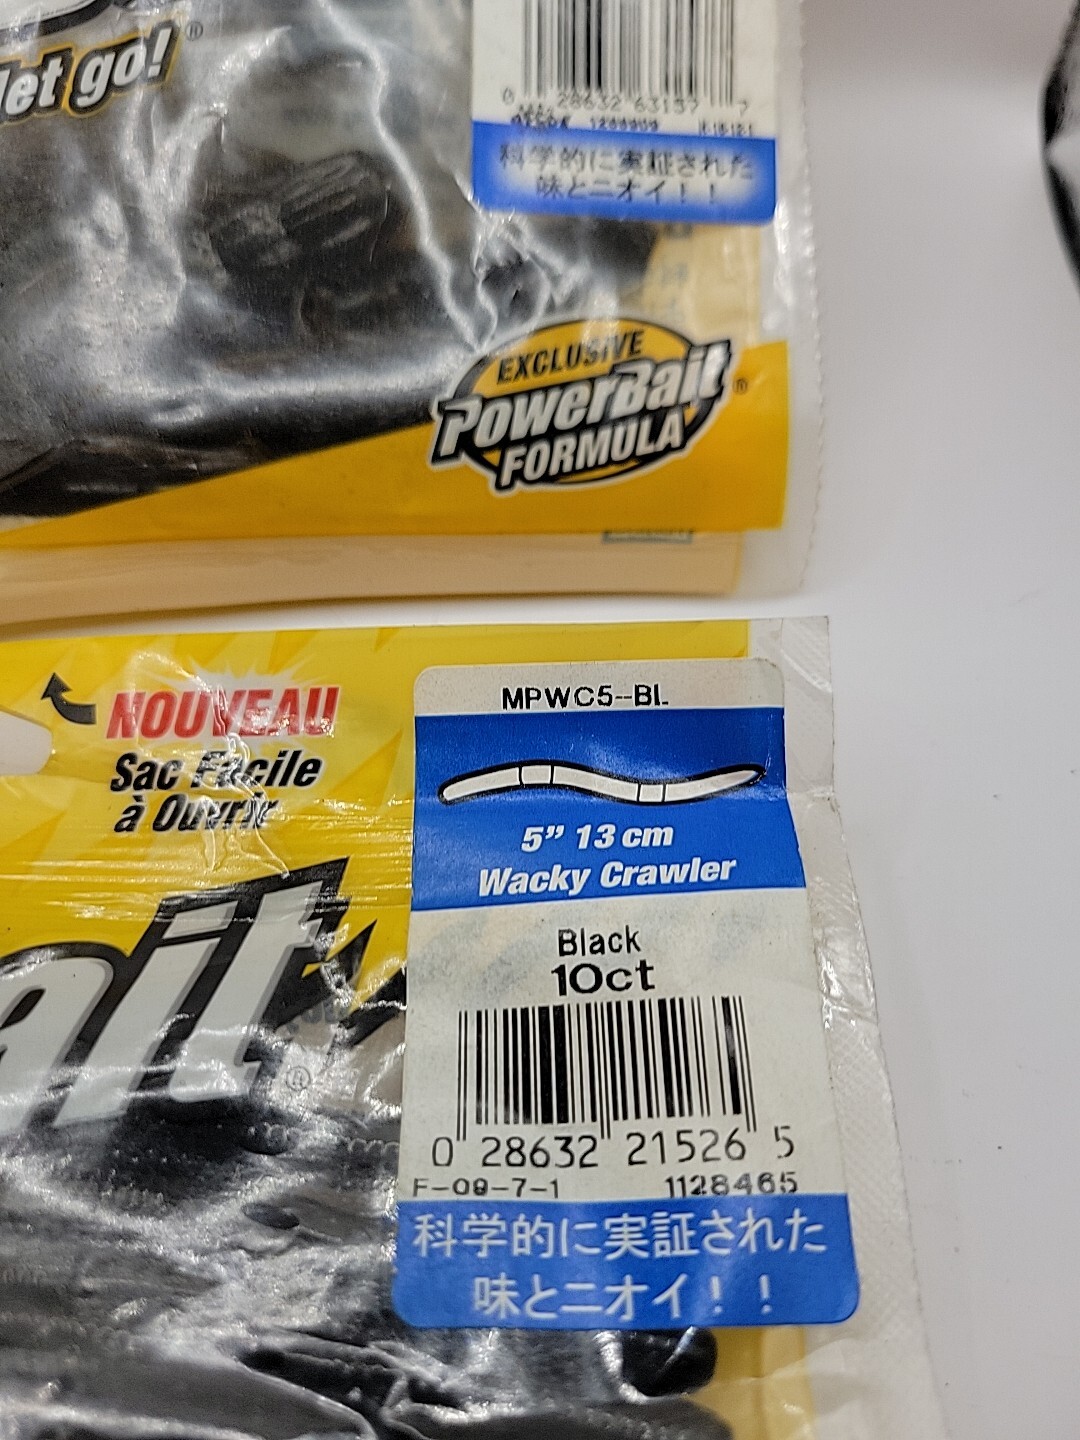 let go!®
0 28632 63157 7
科学的に実証された
味とニオイ！！
EXCLUSIVE
PowerBait®
FORMULA
NOUVEAU
Sac Facile
à Ouvrir
ait®
MPWC5--BL
5” 13 cm
Wacky Crawler
Black
10ct
0 28632 21526 5
F-09-7-1 1128465
科学的に実証された
味とニオイ！！